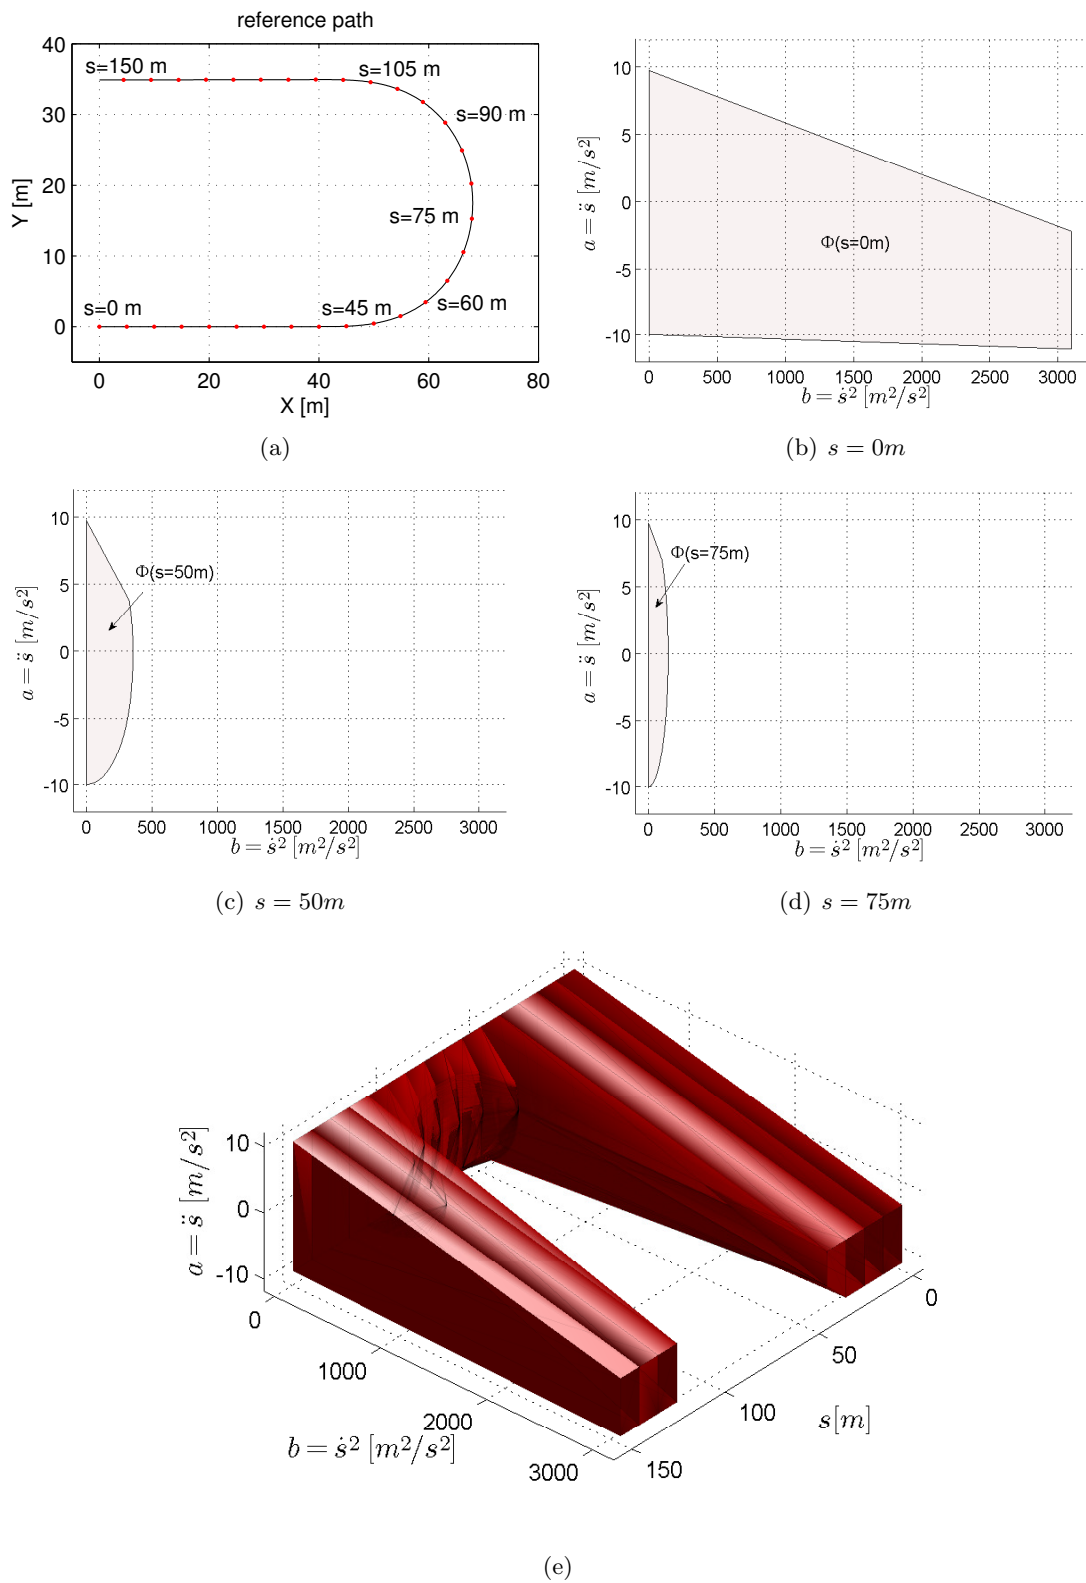 reference path
40
30
20
10
0
Y [m]
s=150 m
s=105 m
s=90 m
s=75 m
s=60 m
s=45 m
s=0 m
0 20 40 60 80
X [m]
(a)
10
5
0
-5
-10
a = s̈ [m/s²]
Φ(s=0m)
0 500 1000 1500 2000 2500 3000
b = ṡ² [m²/s²]
(b) s = 0m
10
5
0
-5
-10
a = s̈ [m/s²]
Φ(s=50m)
0 500 1000 1500 2000 2500 3000
b = ṡ² [m²/s²]
(c) s = 50m
10
5
0
-5
-10
a = s̈ [m/s²]
Φ(s=75m)
0 500 1000 1500 2000 2500 3000
b = ṡ² [m²/s²]
(d) s = 75m
10
0
-10
a = s̈ [m/s²]
0
1000
2000
3000
b = ṡ² [m²/s²]
0
50
100
150
s[m]
(e)